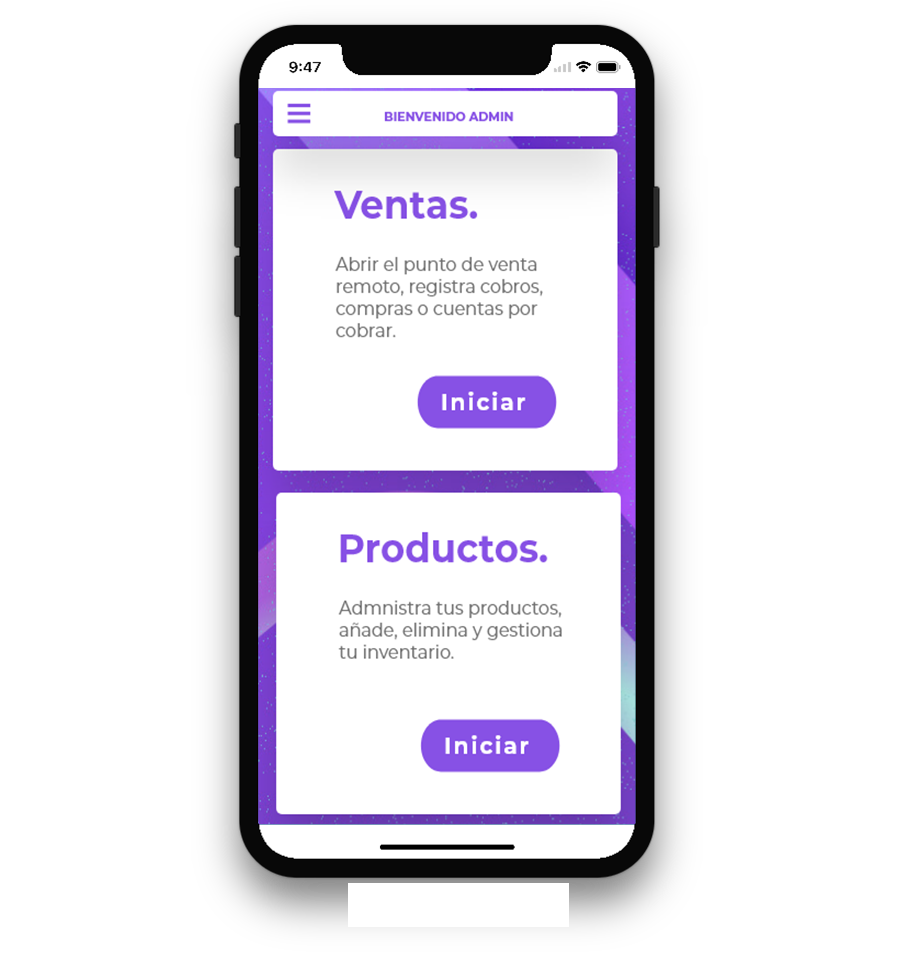 9:47
BIENVENIDO ADMIN
Ventas.
Abrir el punto de venta
remoto, registra cobros,
compras o cuentas por
cobrar.
Iniciar
Productos.
Admnistra tus productos,
añade, elimina y gestiona
tu inventario.
Iniciar